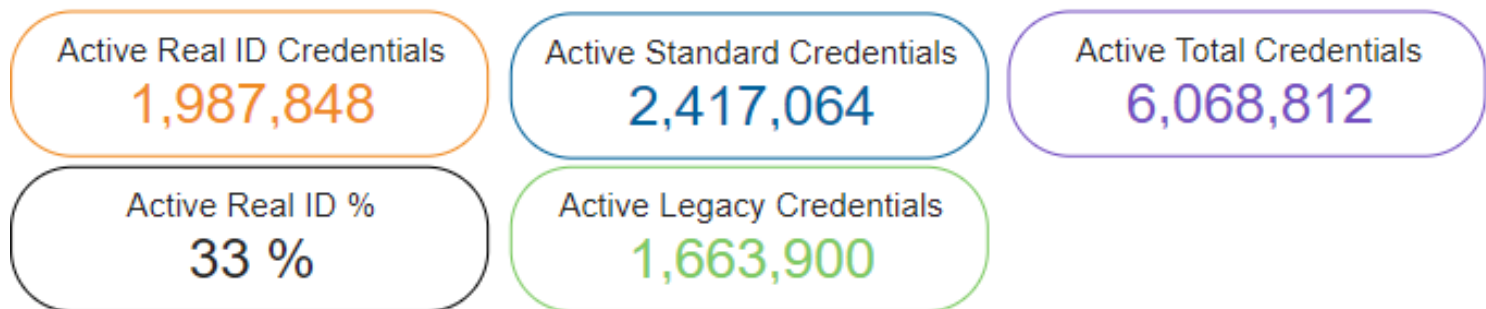 Active Real ID Credentials
1,987,848
Active Standard Credentials
2,417,064
Active Total Credentials
6,068,812
Active Real ID %
33 %
Active Legacy Credentials
1,663,900